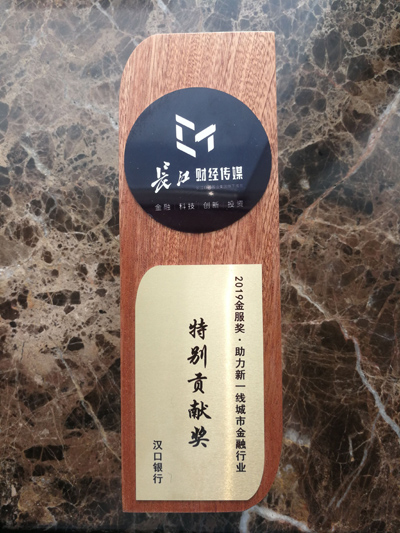 長江 财经传媒
金融 科技 创新 投资
2019金服奖·助力新一线城市金融行业
特别贡献奖
汉口银行